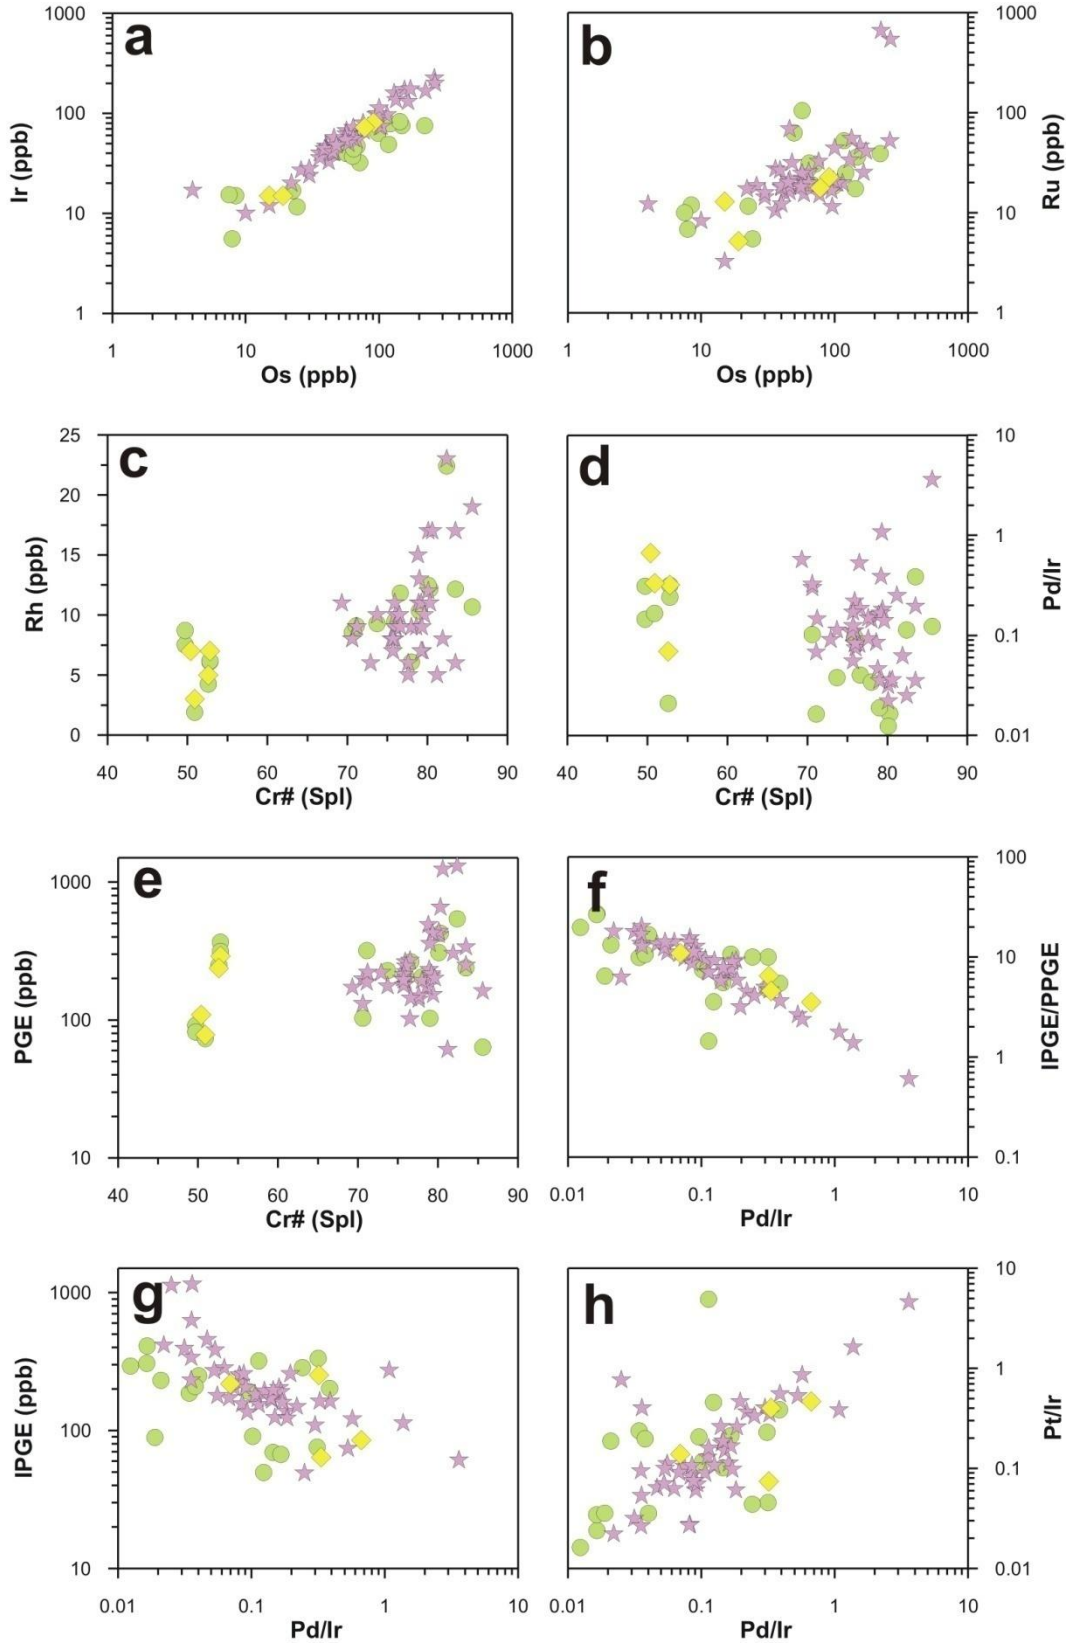 a
1000
100
10
1
Ir (ppb)
1 10 100 1000
Os (ppb)
b
1000
100
10
1
Ru (ppb)
1 10 100 1000
Os (ppb)
c
25
20
15
10
5
0
Rh (ppb)
40 50 60 70 80 90
Cr# (Spl)
d
10
1
0.1
0.01
Pd/Ir
40 50 60 70 80 90
Cr# (Spl)
e
1000
100
10
PGE (ppb)
40 50 60 70 80 90
Cr# (Spl)
f
100
10
1
0.1
IPGE/PPGE
0.01 0.1 1 10
Pd/Ir
g
1000
100
10
IPGE (ppb)
0.01 0.1 1 10
Pd/Ir
h
10
1
0.1
0.01
Pt/Ir
0.01 0.1 1 10
Pd/Ir